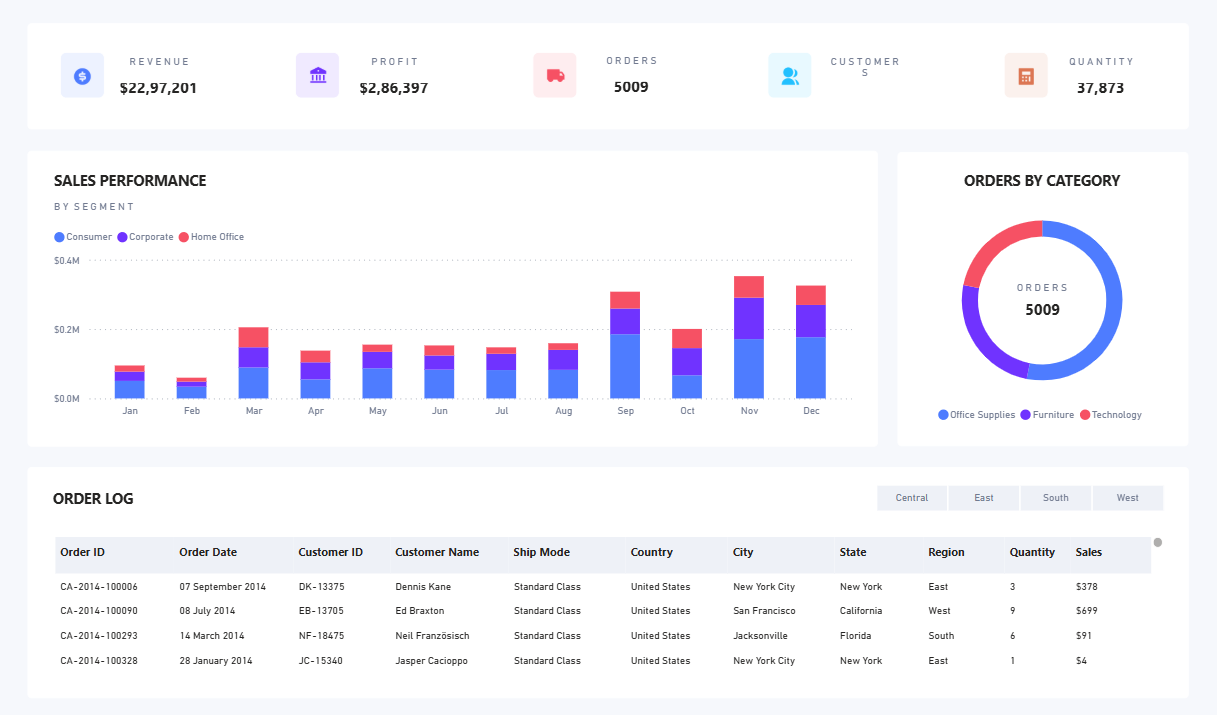 REVENUE
$22,97,201
PROFIT
$2,86,397
ORDERS
5009
CUSTOMER
S
QUANTITY
37,873
SALES PERFORMANCE
BY SEGMENT
Consumer Corporate Home Office
$0.4M
$0.2M
$0.0M
Jan Feb Mar Apr May Jun Jul Aug Sep Oct Nov Dec
ORDERS BY CATEGORY
ORDERS
5009
Office Supplies Furniture Technology
ORDER LOG
Central East South West
Order ID Order Date Customer ID Customer Name Ship Mode Country City State Region Quantity Sales
CA-2014-100006 07 September 2014 DK-13375 Dennis Kane Standard Class United States New York City New York East 3 $378
CA-2014-100090 08 July 2014 EB-13705 Ed Braxton Standard Class United States San Francisco California West 9 $699
CA-2014-100293 14 March 2014 NF-18475 Neil Französisch Standard Class United States Jacksonville Florida South 6 $91
CA-2014-100328 28 January 2014 JC-15340 Jasper Cacioppo Standard Class United States New York City New York East 1 $4